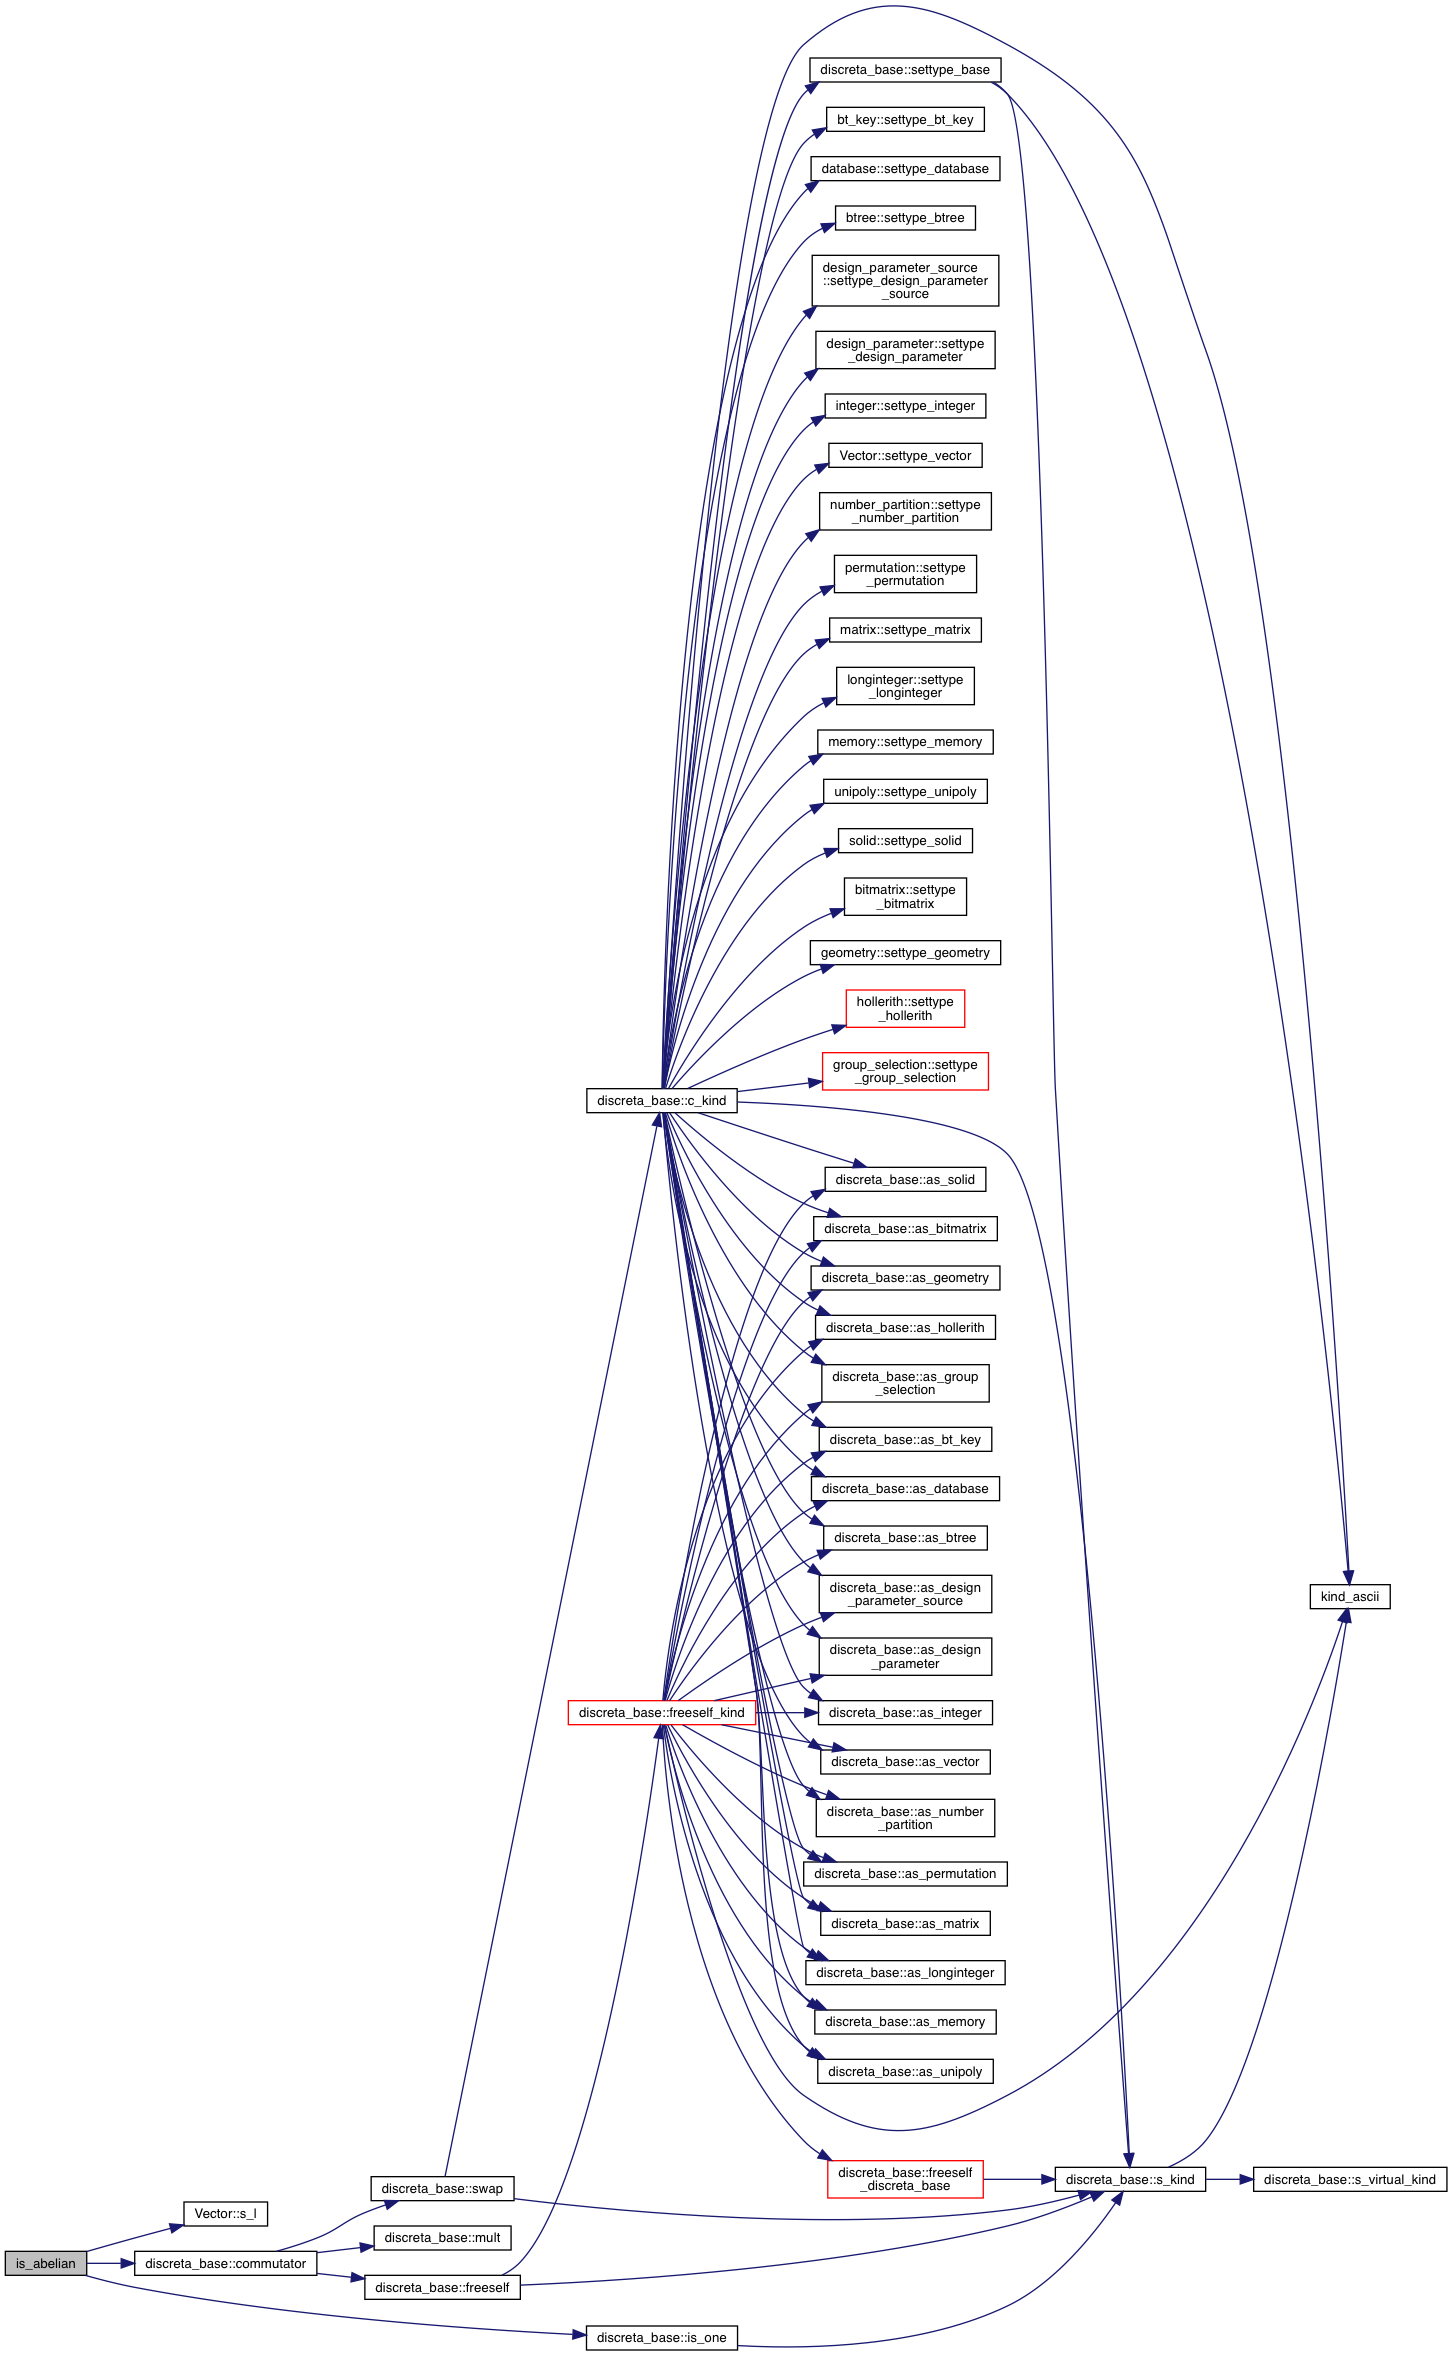 discreta_base::settype_base
bt_key::settype_bt_key
database::settype_database
btree::settype_btree
design_parameter_source
::settype_design_parameter
_source
design_parameter::settype
_design_parameter
integer::settype_integer
Vector::settype_vector
number_partition::settype
_number_partition
permutation::settype
_permutation
matrix::settype_matrix
longinteger::settype
_longinteger
memory::settype_memory
unipoly::settype_unipoly
solid::settype_solid
bitmatrix::settype
_bitmatrix
geometry::settype_geometry
hollerith::settype
_hollerith
group_selection::settype
_group_selection
discreta_base::c_kind
discreta_base::as_solid
discreta_base::as_bitmatrix
discreta_base::as_geometry
discreta_base::as_hollerith
discreta_base::as_group
_selection
discreta_base::as_bt_key
discreta_base::as_database
discreta_base::as_btree
discreta_base::as_design
_parameter_source
kind_ascii
discreta_base::as_design
_parameter
discreta_base::freeself_kind
discreta_base::as_integer
discreta_base::as_vector
discreta_base::as_number
_partition
discreta_base::as_permutation
discreta_base::as_matrix
discreta_base::as_longinteger
discreta_base::as_memory
discreta_base::as_unipoly
discreta_base::freeself
_discreta_base
discreta_base::s_kind
discreta_base::s_virtual_kind
discreta_base::swap
Vector::s_l
discreta_base::mult
is_abelian
discreta_base::commutator
discreta_base::freeself
discreta_base::is_one